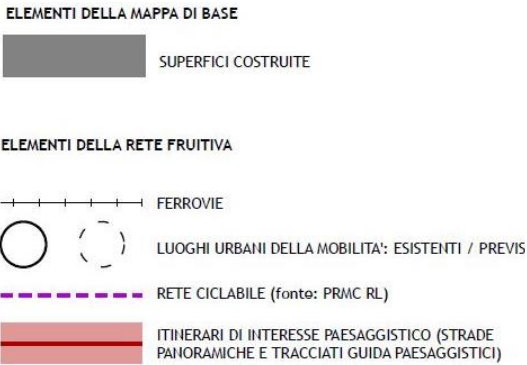 ELEMENTI DELLA MAPPA DI BASE
SUPERFICI COSTRUITE
ELEMENTI DELLA RETE FRUITIVA
FERROVIE
LUOGHI URBANI DELLA MOBILITA': ESISTENTI / PREVIS
RETE CICLABILE (fonte: PRMC RL)
ITINERARI DI INTERESSE PAESAGGISTICO (STRADE
PANORAMICHE E TRACCIATI GUIDA PAESAGGISTICI)